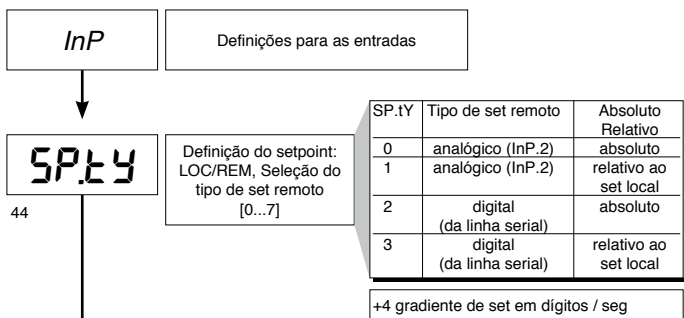 InP
Definições para as entradas
SP.tY
44
Definição do setpoint:
LOC/REM, Seleção do
tipo de set remoto
[0...7]
SP.tY Tipo de set remoto Absoluto
Relativo
0 analógico (InP.2) absoluto
1 analógico (InP.2) relativo ao
set local
2 digital absoluto
(da linha serial)
3 digital relativo ao
(da linha serial) set local
+4 gradiente de set em dígitos / seg